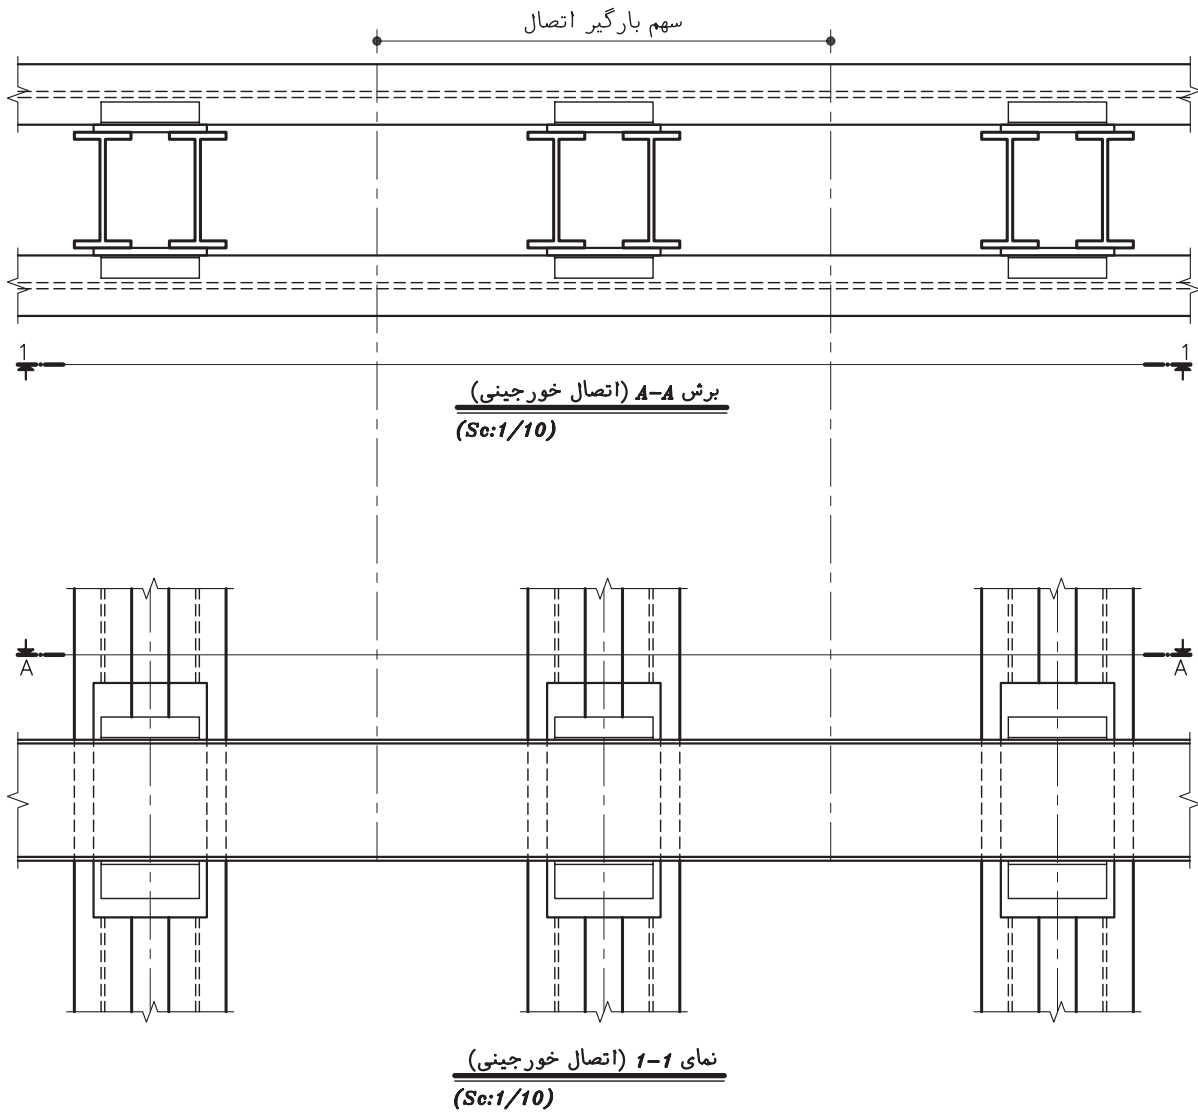 سهم بارگیر اتصال
1 1
برش A-A (اتصال خورجینی)
(Sc:1/10)
A A
نمای 1-1 (اتصال خورجینی)
(Sc:1/10)